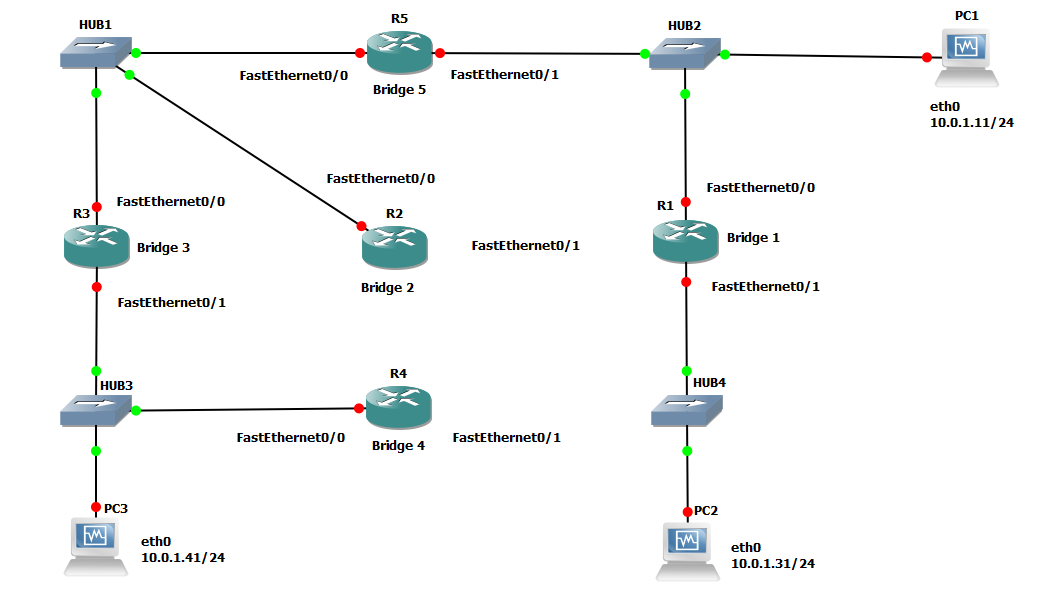 HUB1
R5
HUB2
PC1
FastEthernet0/0
FastEthernet0/1
Bridge 5
eth0
10.0.1.11/24
FastEthernet0/0
FastEthernet0/0
FastEthernet0/0
R3
R2
R1
Bridge 3
FastEthernet0/1
Bridge 1
Bridge 2
FastEthernet0/1
FastEthernet0/1
R4
HUB3
HUB4
FastEthernet0/0
FastEthernet0/1
Bridge 4
PC3
PC2
eth0
10.0.1.41/24
eth0
10.0.1.31/24